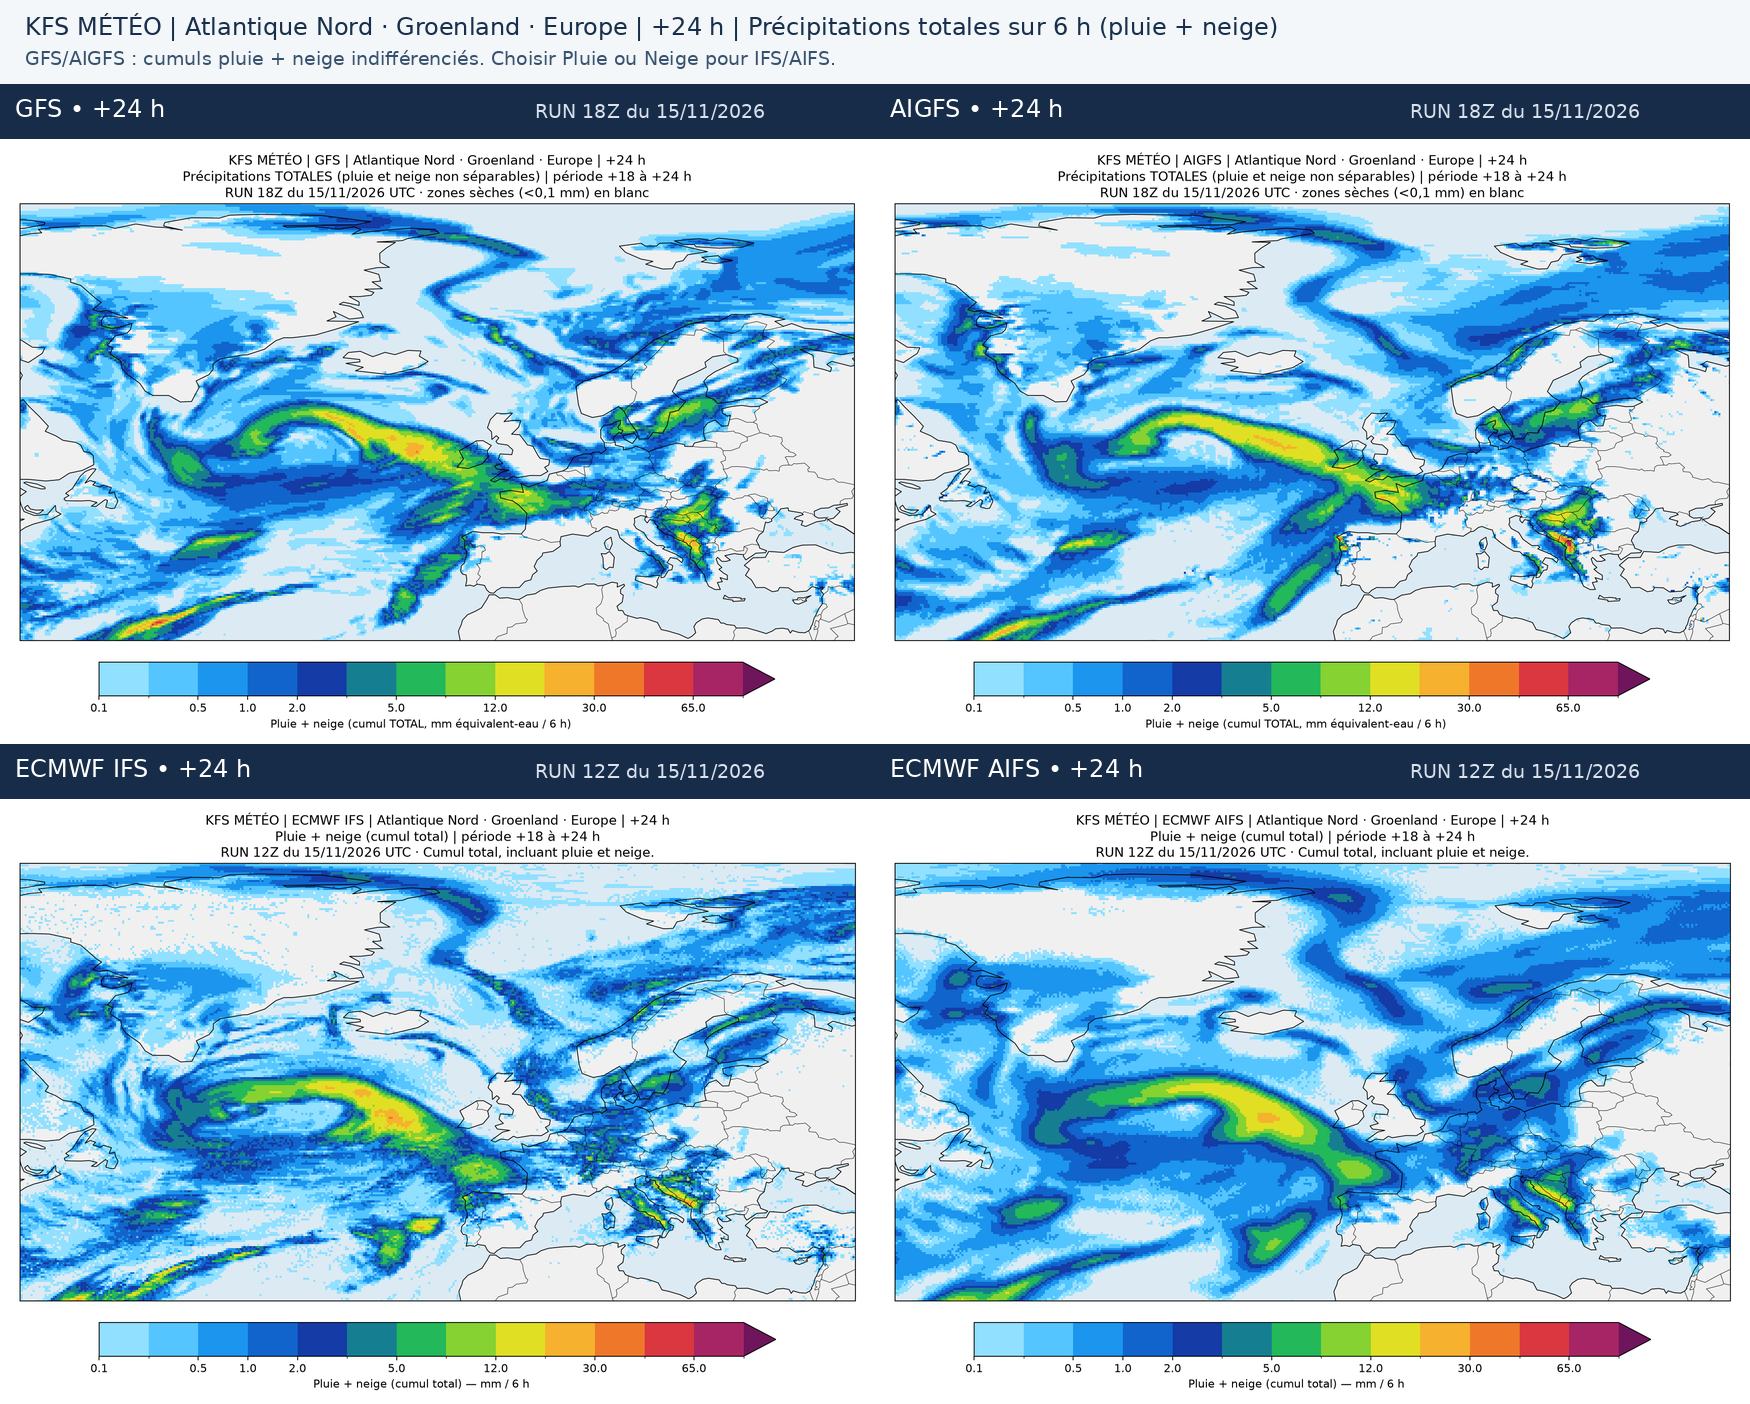 KFS MÉTÉO | Atlantique Nord · Groenland · Europe | +24 h | Précipitations totales sur 6 h (pluie + neige)
GFS/AIGFS : cumuls pluie + neige indifférenciés. Choisir Pluie ou Neige pour IFS/AIFS.
GFS • +24 h
RUN 18Z du 15/11/2026
AIGFS • +24 h
RUN 18Z du 15/11/2026
KFS MÉTÉO | GFS | Atlantique Nord · Groenland · Europe | +24 h
Précipitations TOTALES (pluie et neige non séparables) | période +18 à +24 h
RUN 18Z du 15/11/2026 UTC · zones sèches (<0,1 mm) en blanc
KFS MÉTÉO | AIGFS | Atlantique Nord · Groenland · Europe | +24 h
Précipitations TOTALES (pluie et neige non séparables) | période +18 à +24 h
RUN 18Z du 15/11/2026 UTC · zones sèches (<0,1 mm) en blanc
0.1 0.5 1.0 2.0 5.0 12.0 30.0 65.0
Pluie + neige (cumul TOTAL, mm équivalent-eau / 6 h)
0.1 0.5 1.0 2.0 5.0 12.0 30.0 65.0
Pluie + neige (cumul TOTAL, mm équivalent-eau / 6 h)
ECMWF IFS • +24 h
RUN 12Z du 15/11/2026
ECMWF AIFS • +24 h
RUN 12Z du 15/11/2026
KFS MÉTÉO | ECMWF IFS | Atlantique Nord · Groenland · Europe | +24 h
Pluie + neige (cumul total) | période +18 à +24 h
RUN 12Z du 15/11/2026 UTC · Cumul total, incluant pluie et neige.
KFS MÉTÉO | ECMWF AIFS | Atlantique Nord · Groenland · Europe | +24 h
Pluie + neige (cumul total) | période +18 à +24 h
RUN 12Z du 15/11/2026 UTC · Cumul total, incluant pluie et neige.
0.1 0.5 1.0 2.0 5.0 12.0 30.0 65.0
Pluie + neige (cumul total) — mm / 6 h
0.1 0.5 1.0 2.0 5.0 12.0 30.0 65.0
Pluie + neige (cumul total) — mm / 6 h